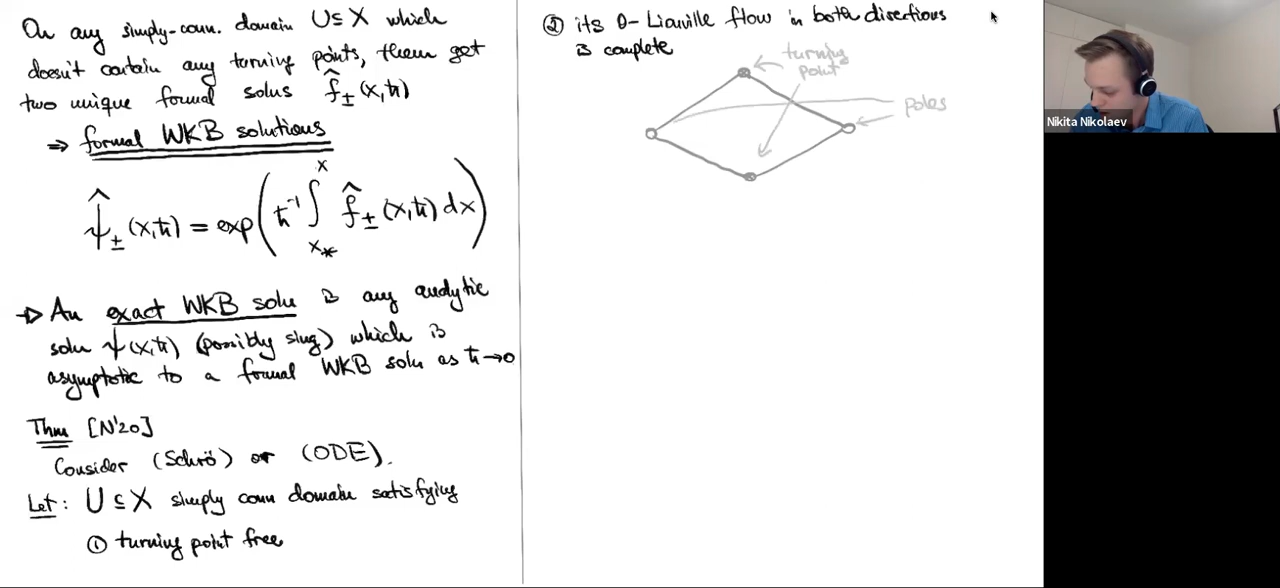 On any simply-conn. domain U⊆X which
doesn't contain any turning points, them get
two unique formal solns f̂±(x,ħ)
⇒ formal WKB solutions
ψ̂±(x,ħ) = exp(ħ⁻¹ ∫_{x*}^{x} f̂±(x,ħ) dx)
→ An exact WKB soln is any analytic
soln ψ(x,ħ) (possibly sing) which is
asymptotic to a formal WKB soln as ħ→0
Thm [N'20]
Consider (Schrö) or (ODE).
Let: U⊆X simply conn domain satisfying
① turning point free
② its θ-Liouville flow in both directions
is complete
turning
point
poles
Nikita Nikolaev